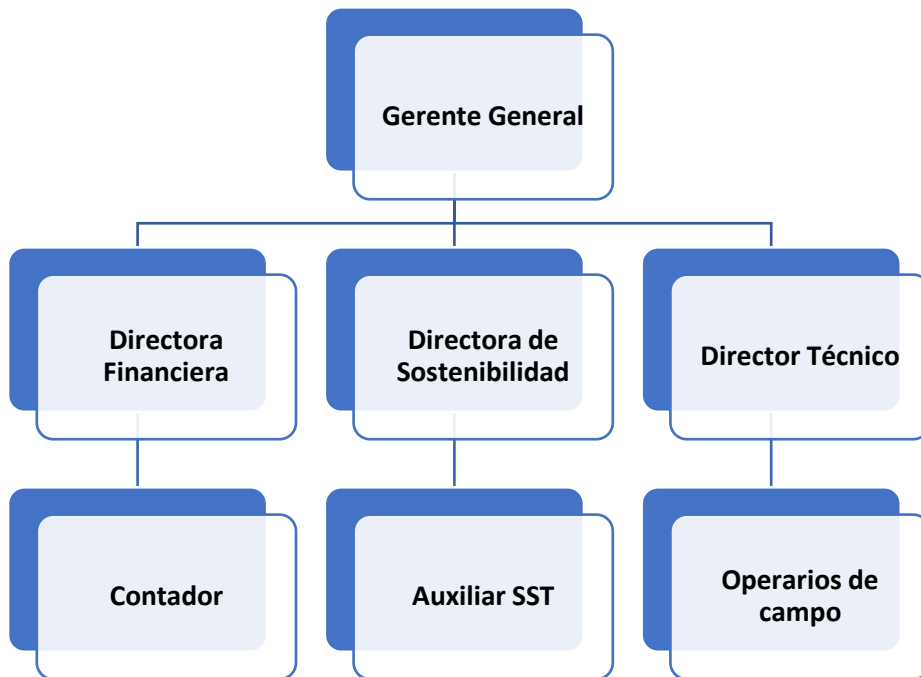 Gerente General
Directora
Financiera
Directora de
Sostenibilidad
Director Técnico
Contador
Auxiliar SST
Operarios de
campo